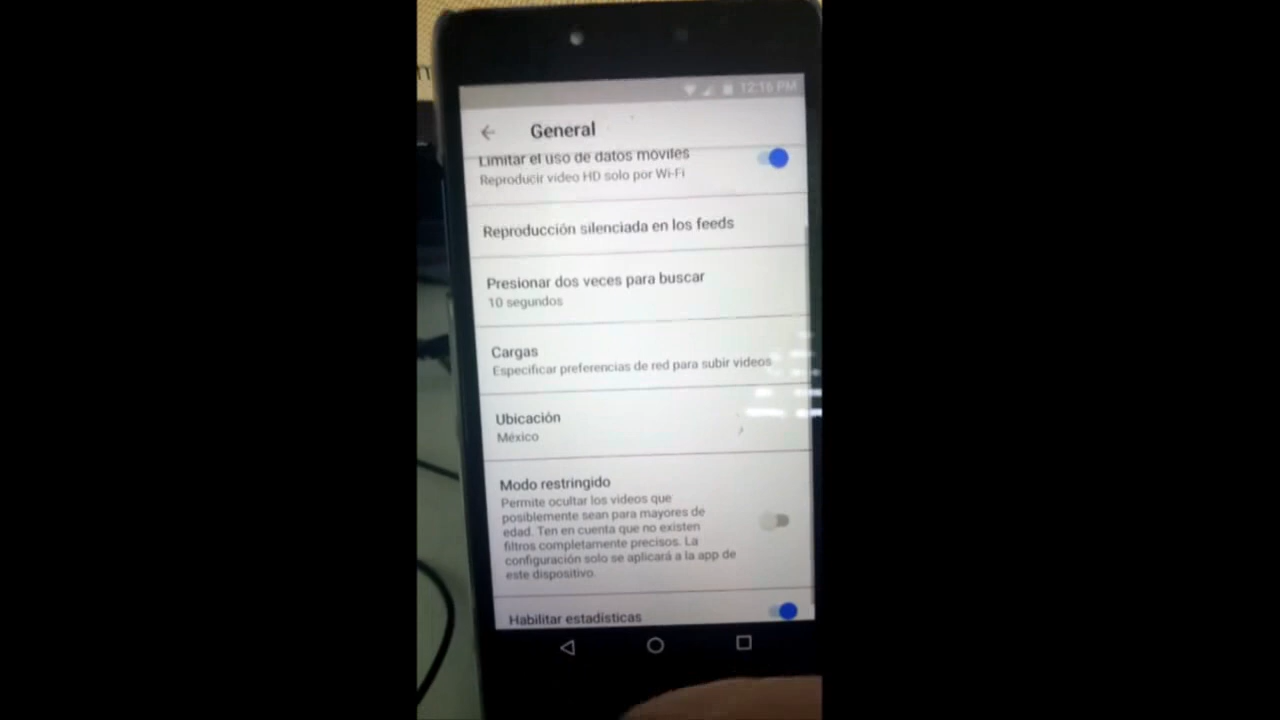 12:16 PM
General
Limitar el uso de datos móviles
Reproducir video HD solo por Wi-Fi
Reproducción silenciada en los feeds
Presionar dos veces para buscar
10 segundos
Cargas
Especificar preferencias de red para subir videos
Ubicación
México
Modo restringido
Permite ocultar los videos que
posiblemente sean para mayores de
edad. Ten en cuenta que no existen
filtros completamente precisos. La
configuración solo se aplicará a la app de
este dispositivo.
Habilitar estadísticas